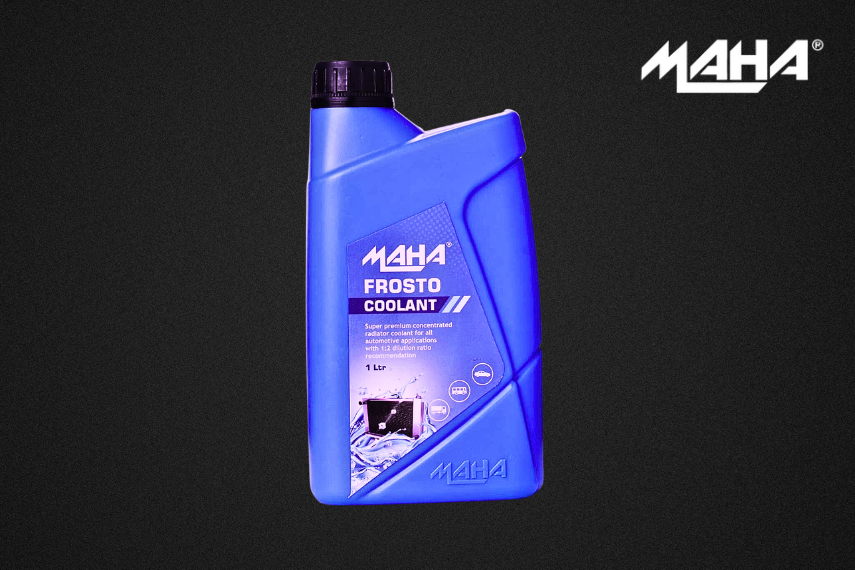 MAHA®
MAHA®
FROSTO
COOLANT
Super premium concentrated
radiator coolant for all
automotive applications
with 1:2 dilution ratio
recommendation
1 Ltr
MAHA